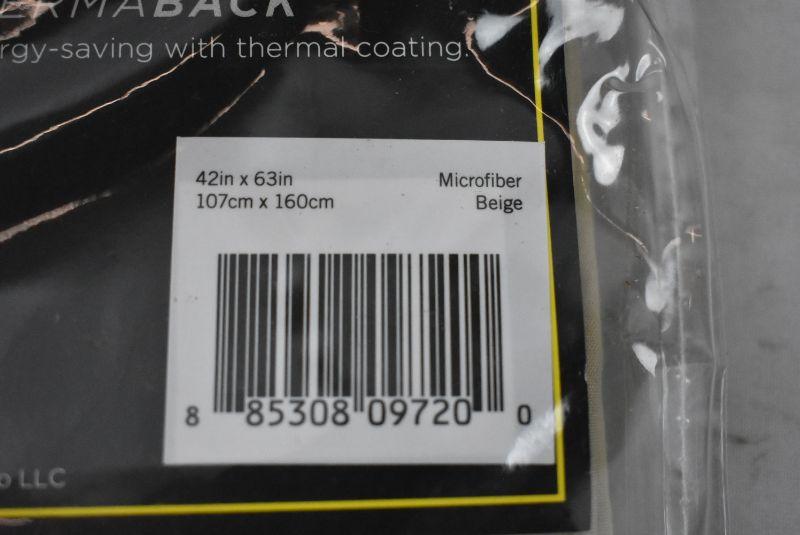 ERMABACK
rgy-saving with thermal coating.
42in x 63in Microfiber
107cm x 160cm Beige
8 85308 09720 0
o LLC